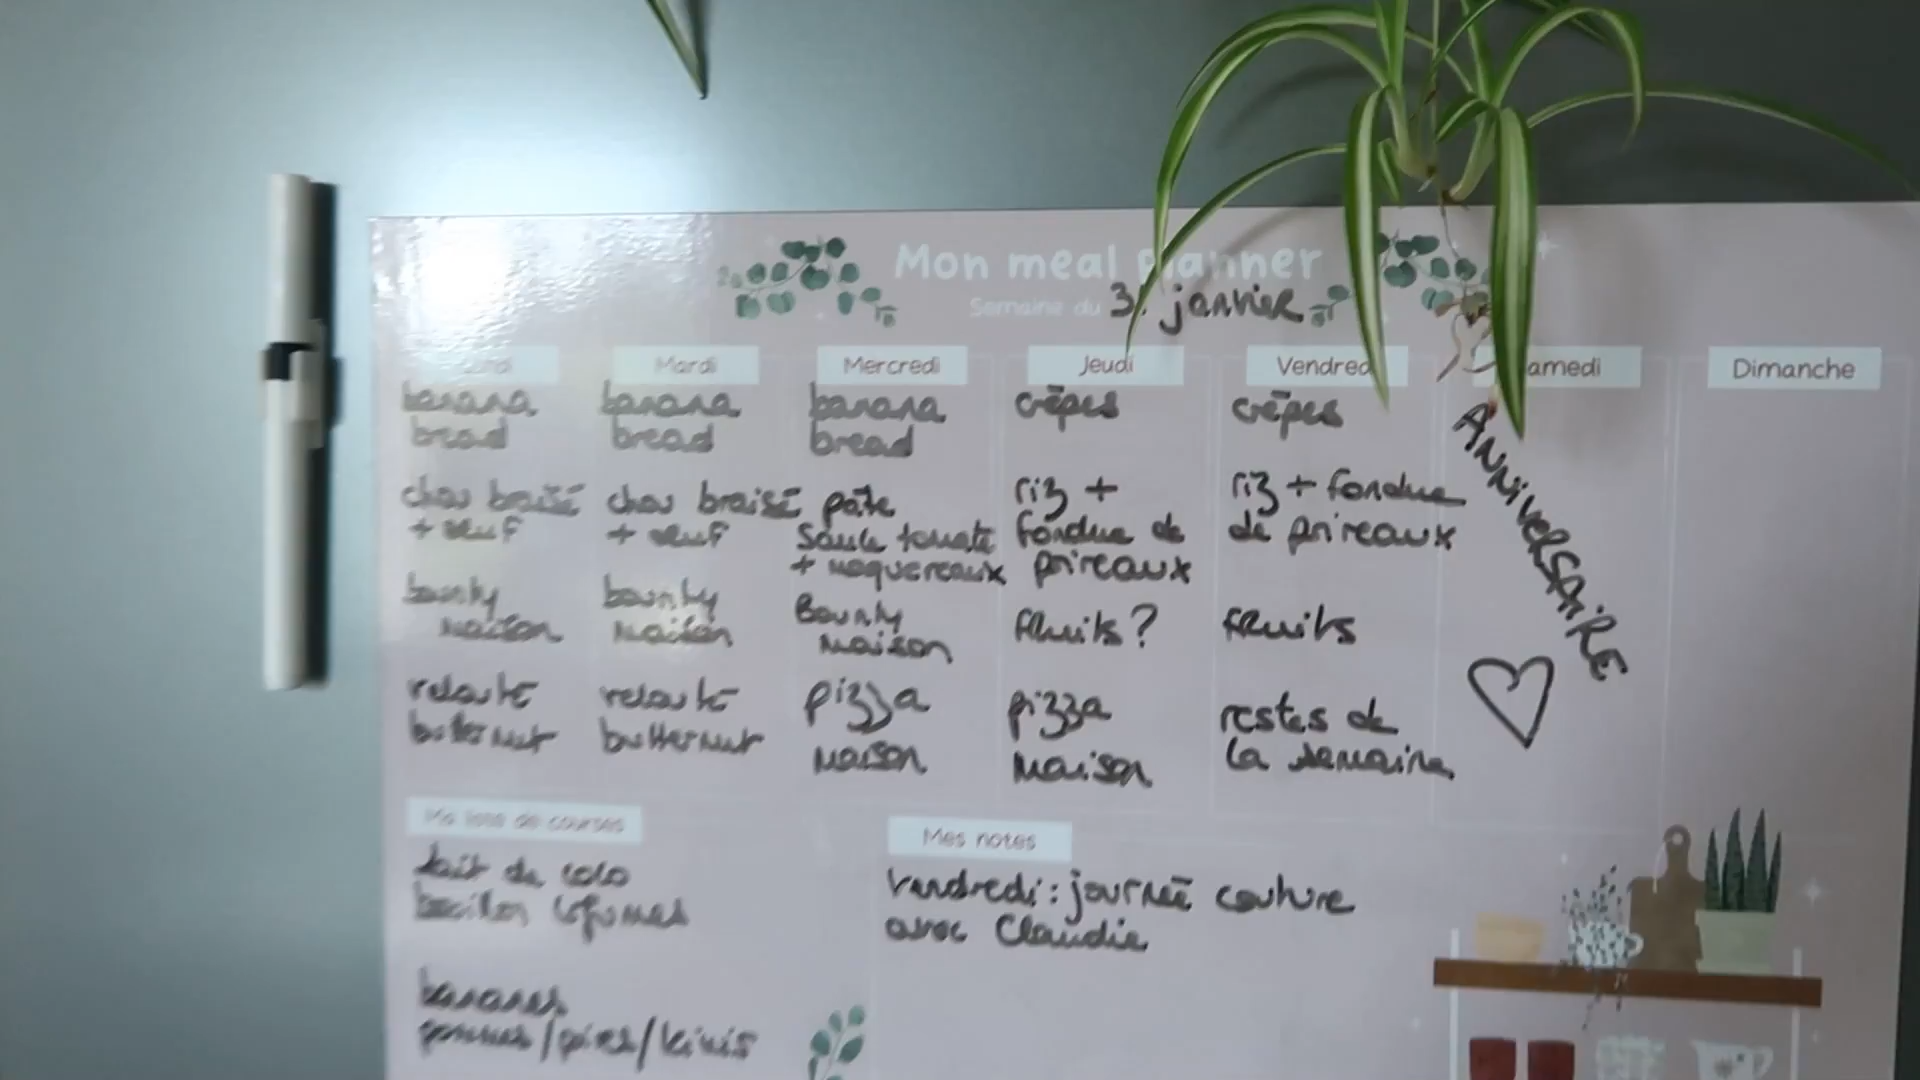 Mon meal planner
Semaine du 31 janvier
Lundi
banana
bread
chou braisé
+ œuf
bounty
maison
velouté
butternut
Mardi
banana
bread
chou braisé
+ œuf
bounty
maison
velouté
butternut
Mercredi
banana
bread
pâte
sauce tomate
+ maquereaux
Bounty
maison
pizza
maison
Jeudi
crêpes
riz +
fondue de
poireaux
fruits?
pizza
maison
Vendredi
crêpes
riz + fondue
de poireaux
fruits
restes de
la semaine
Samedi
ANNIVERSAIRE
Dimanche
Ma liste de courses
lait de coco
bouillon légumes
bananes
pommes/poires/kiwis
Mes notes
Vendredi: journée couture
avec Claudie